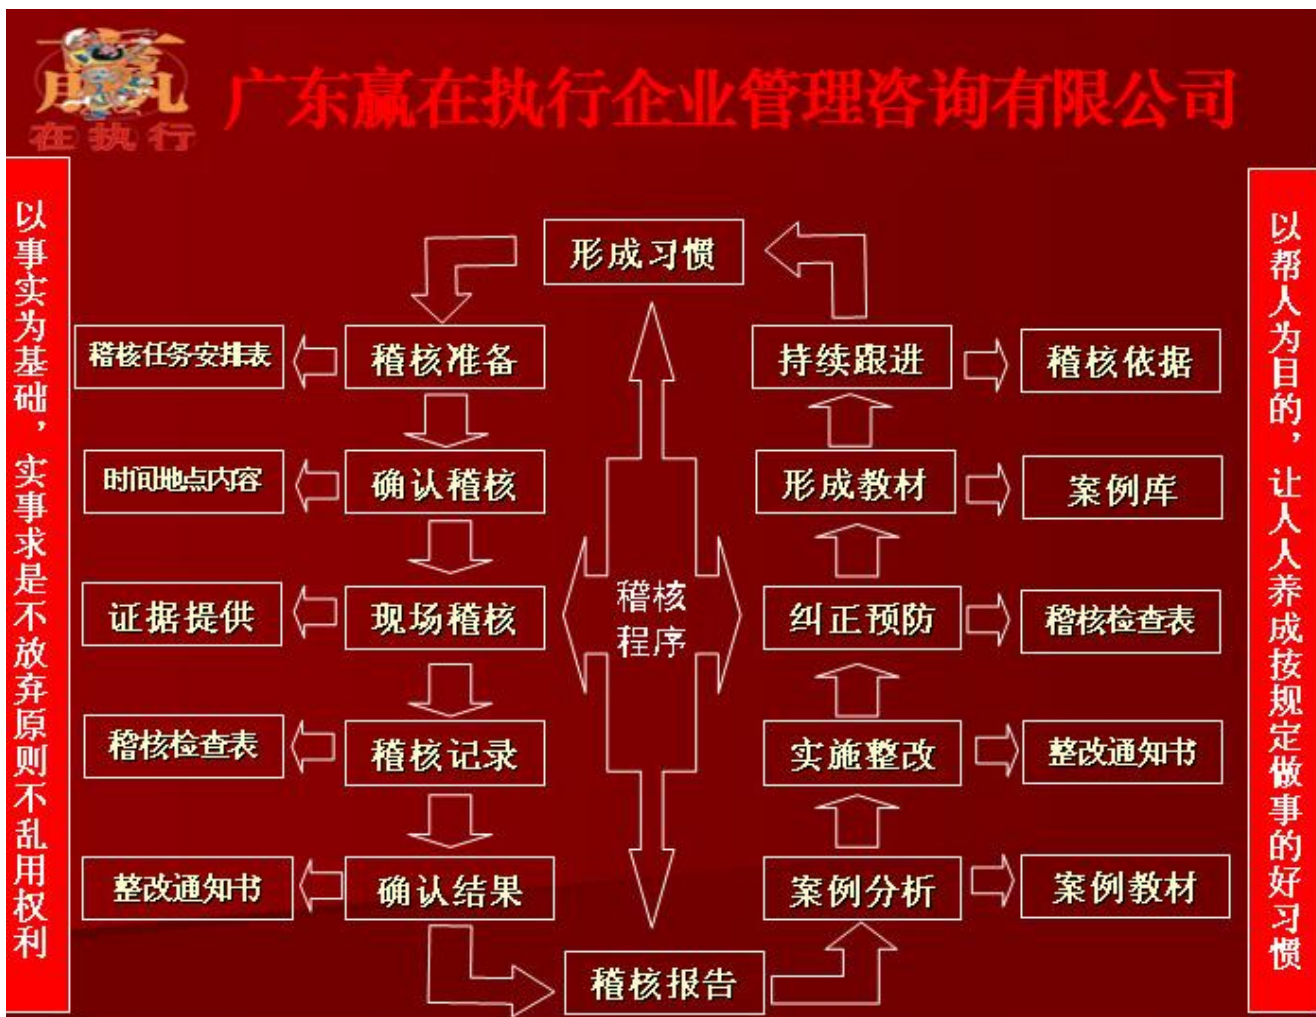 赢
在执行
广东赢在执行企业管理咨询有限公司
以事实为基础，实事求是不放弃原则不乱用权利
形成习惯
稽核任务安排表
稽核准备
持续跟进
稽核依据
时间地点内容
确认稽核
形成教材
案例库
证据提供
现场稽核
稽核
程序
纠正预防
稽核检查表
稽核检查表
稽核记录
实施整改
整改通知书
整改通知书
确认结果
案例分析
案例教材
稽核报告
以帮人为目的，让人人养成按规定做事的好习惯